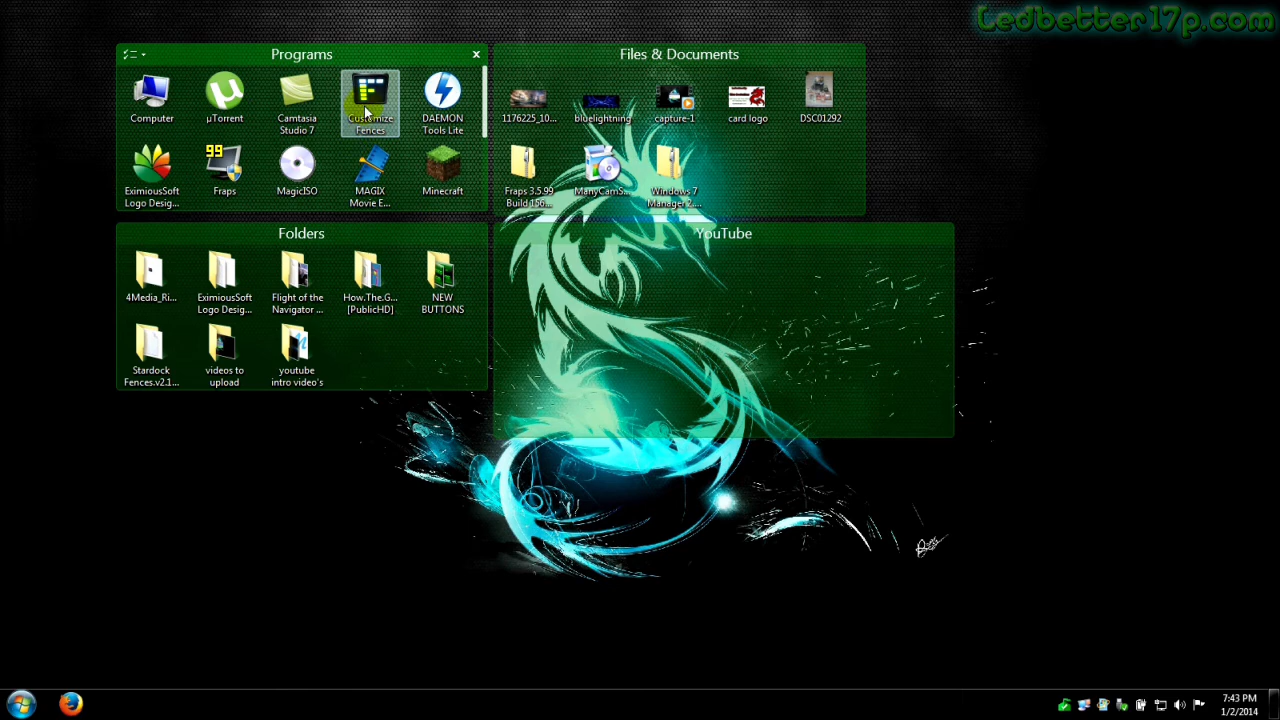 Ledbetter17p.com
Programs
x
Computer
µTorrent
Camtasia
Studio 7
Customize
Fences
DAEMON
Tools Lite
EximiousSoft
Logo Desig...
99
Fraps
MagicISO
MAGIX
Movie E...
Minecraft
Files & Documents
1176225_10...
bluelightning
capture-1
card logo
DSC01292
Fraps 3.5.99
Build 156...
ManyCamS...
Windows 7
Manager 2....
Folders
4Media_Ri...
EximiousSoft
Logo Desig...
Flight of the
Navigator ...
How.The.G...
[PublicHD]
NEW
BUTTONS
Stardock
Fences.v2.1...
videos to
upload
youtube
intro video's
YouTube
7:43 PM
1/2/2014